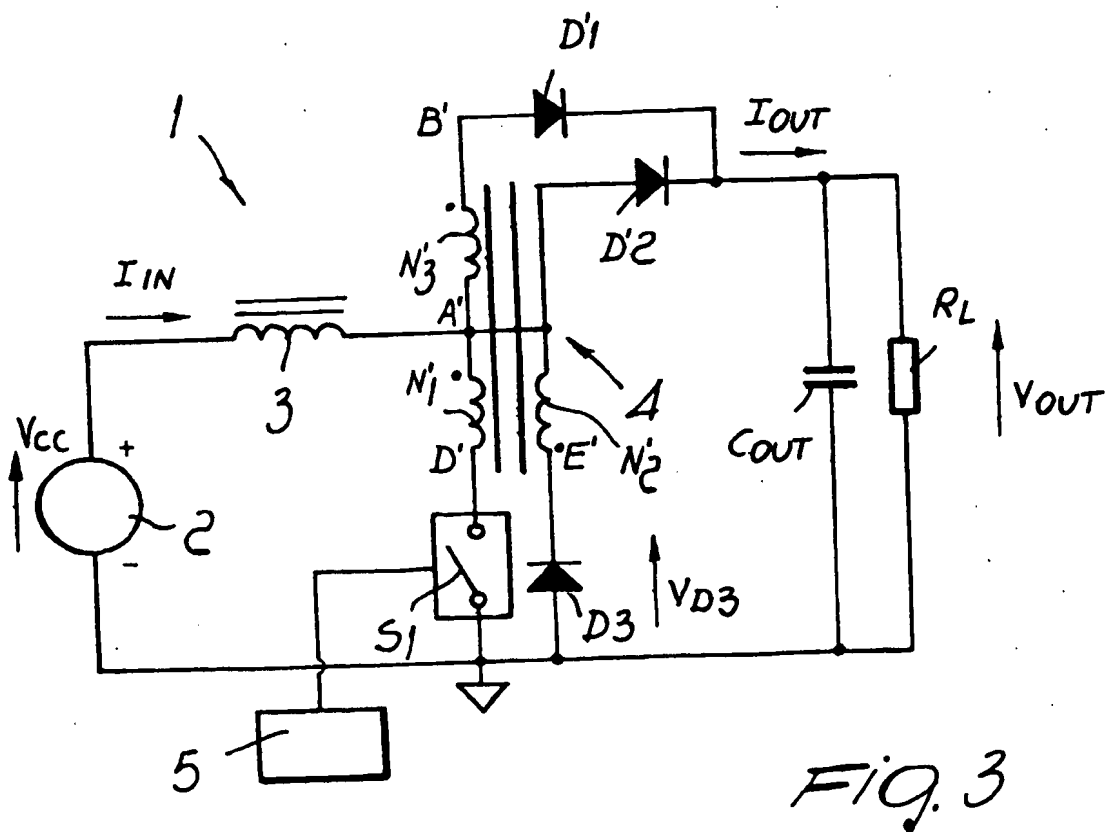 D'1
1
B'
IOUT
D'2
N'3
IIN
A'
RL
3
N'1
4
VOUT
VCC
+
D'
E'
N'2
COUT
2
-
S1
D3
VD3
5
Fig. 3